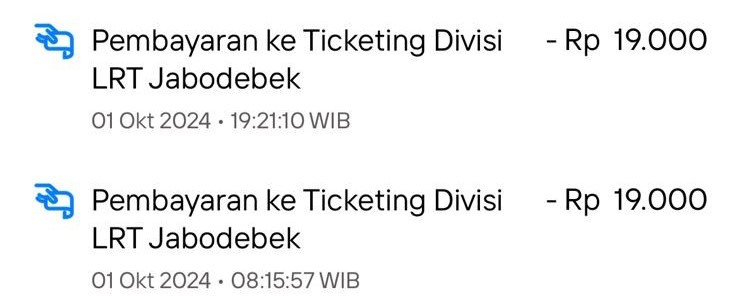 Pembayaran ke Ticketing Divisi - Rp 19.000
LRT Jabodebek
01 Okt 2024 • 19:21:10 WIB
Pembayaran ke Ticketing Divisi - Rp 19.000
LRT Jabodebek
01 Okt 2024 • 08:15:57 WIB